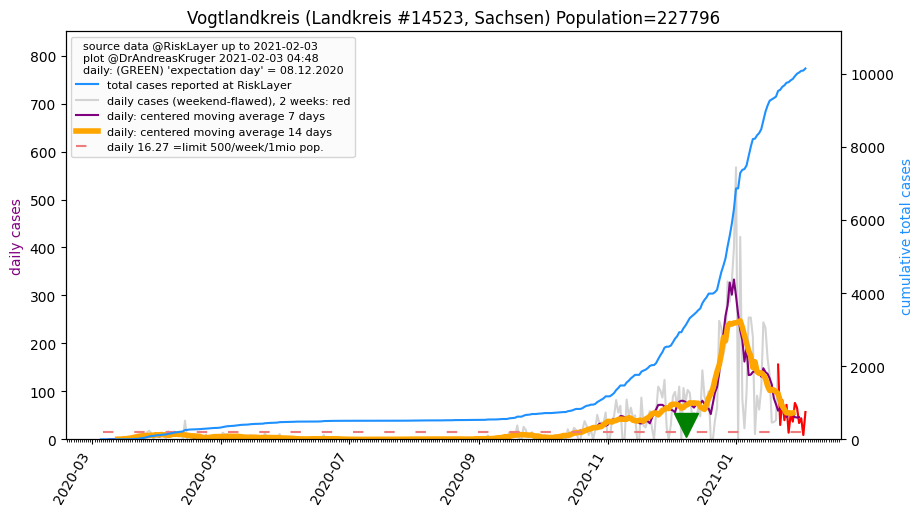 Vogtlandkreis (Landkreis #14523, Sachsen) Population=227796
source data @RiskLayer up to 2021-02-03
plot @DrAndreasKruger 2021-02-03 04:48
daily: (GREEN) 'expectation day' = 08.12.2020
total cases reported at RiskLayer
daily cases (weekend-flawed), 2 weeks: red
daily: centered moving average 7 days
daily: centered moving average 14 days
daily 16.27 =limit 500/week/1mio pop.
daily cases
800
700
600
500
400
300
200
100
0
cumulative total cases
10000
8000
6000
4000
2000
0
2020-03
2020-05
2020-07
2020-09
2020-11
2021-01